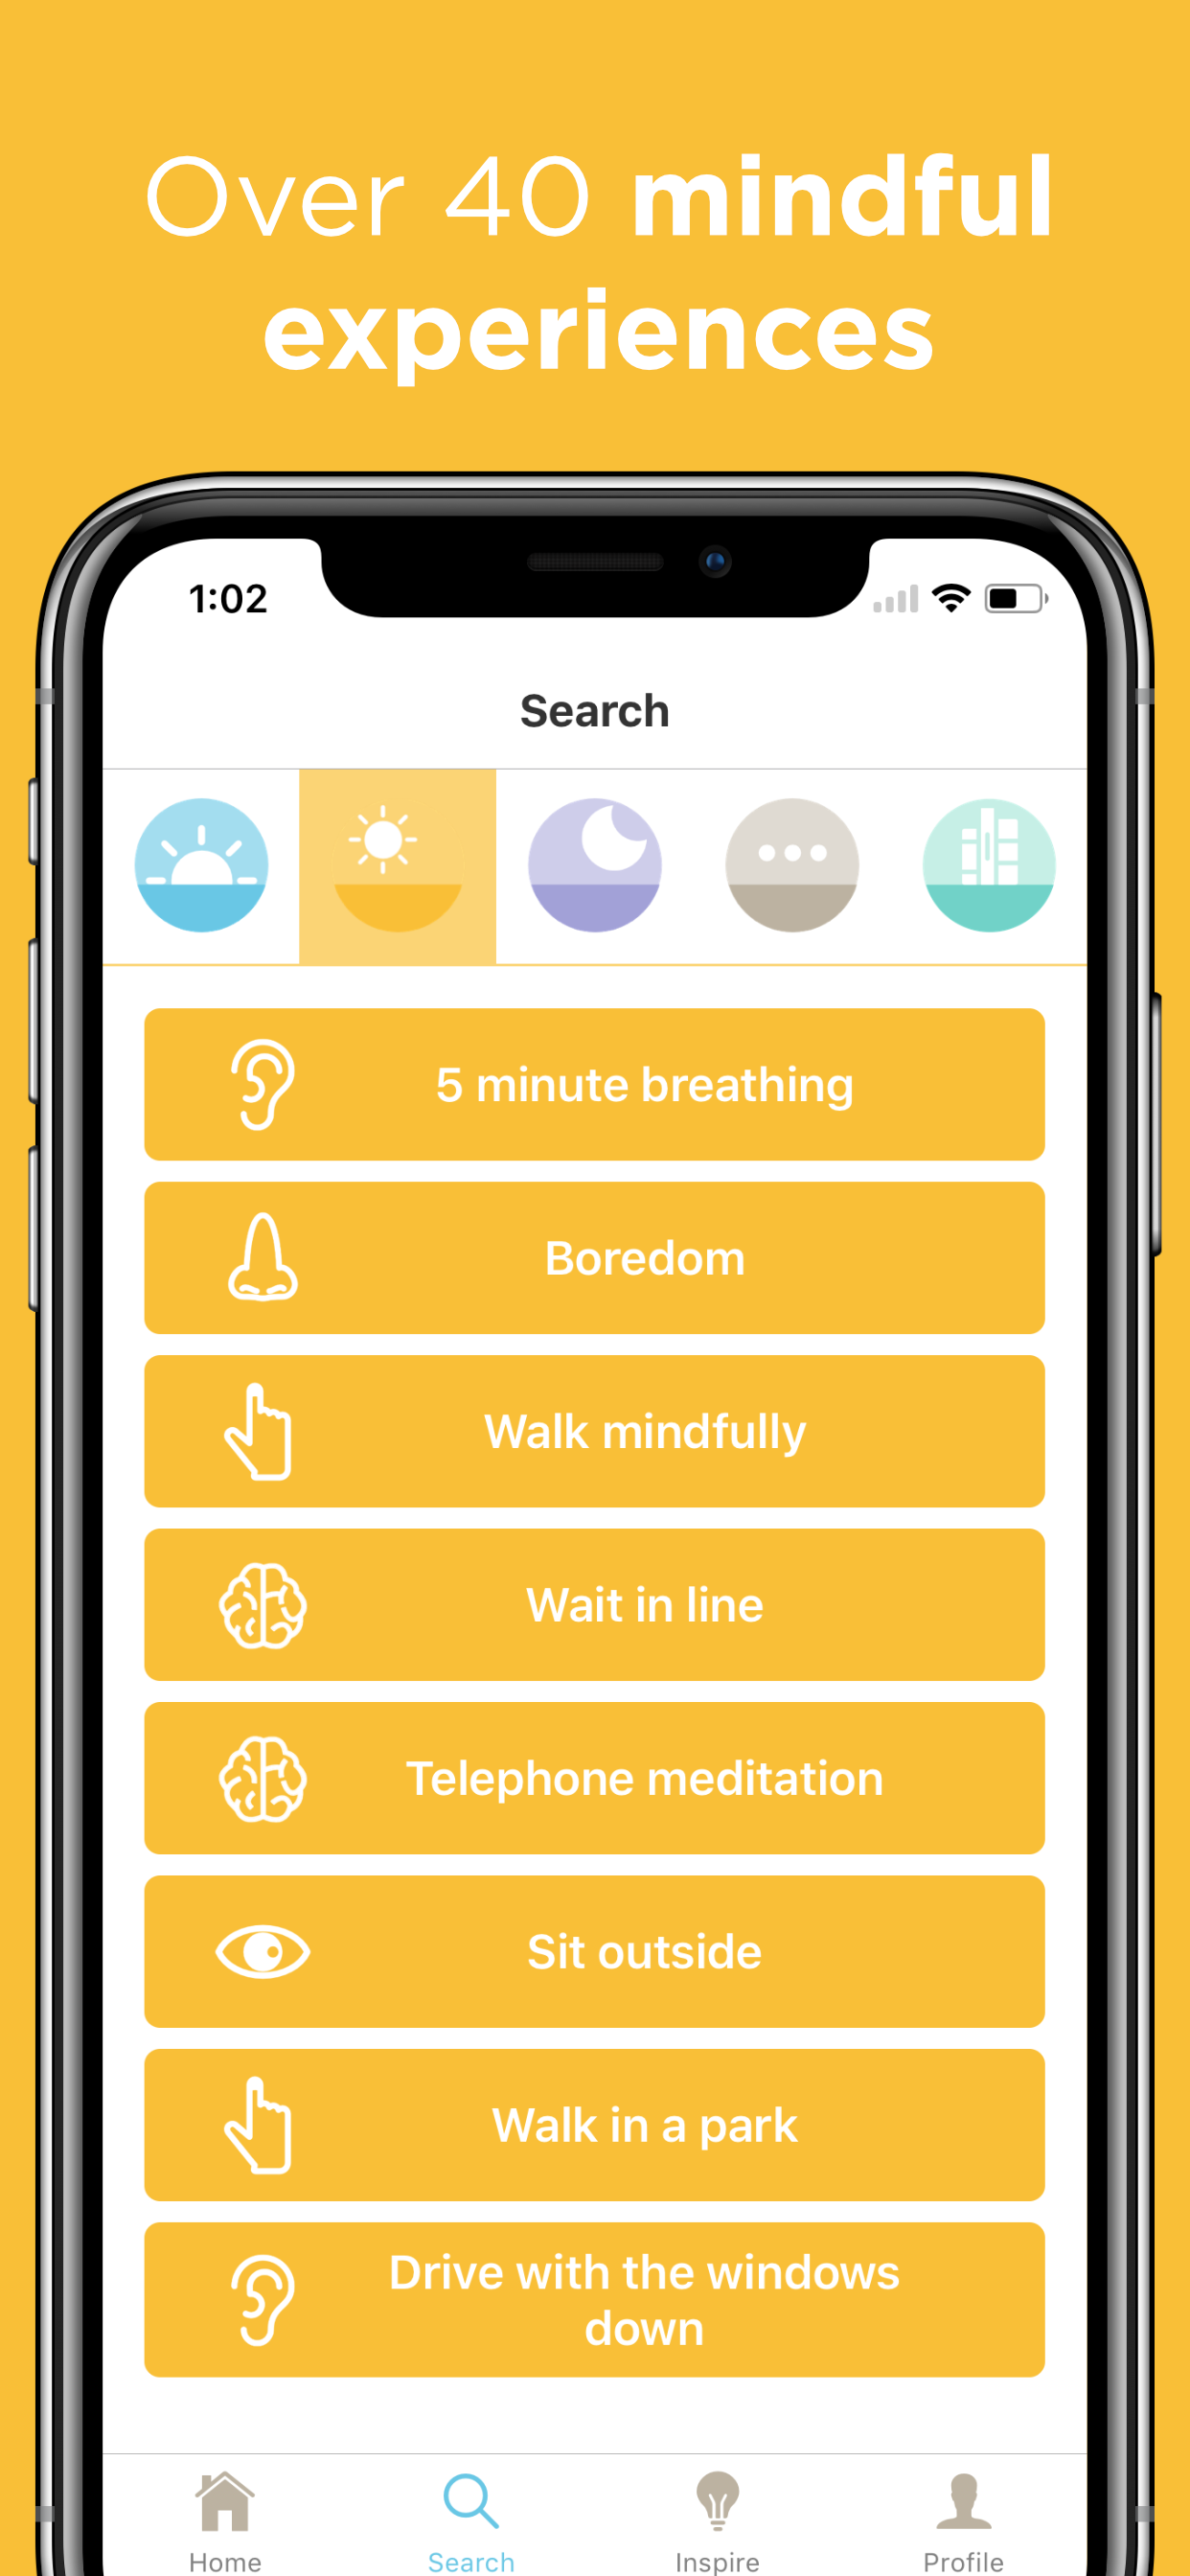 Over 40 mindful
experiences
1:02
Search
5 minute breathing
Boredom
Walk mindfully
Wait in line
Telephone meditation
Sit outside
Walk in a park
Drive with the windows
down
Home
Search
Inspire
Profile